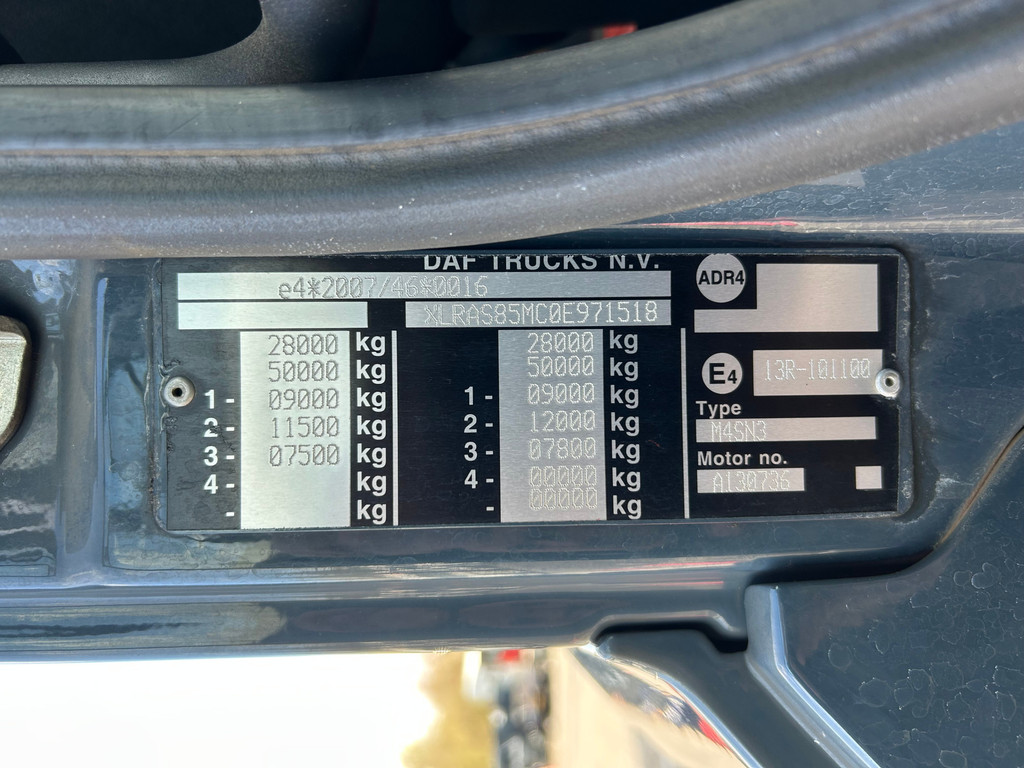 DAF TRUCKS N.V.
e4*2007/46*0016
XLRAS85MC0E971518
28000 kg
50000 kg
1 - 09000 kg
2 - 11500 kg
3 - 07500 kg
4 - kg
- kg
28000 kg
50000 kg
1 - 09000 kg
2 - 12000 kg
3 - 07800 kg
4 - 00000 kg
- 00000 kg
ADR4
E4 13R-101100
Type
M4SN3
Motor no.
A130736